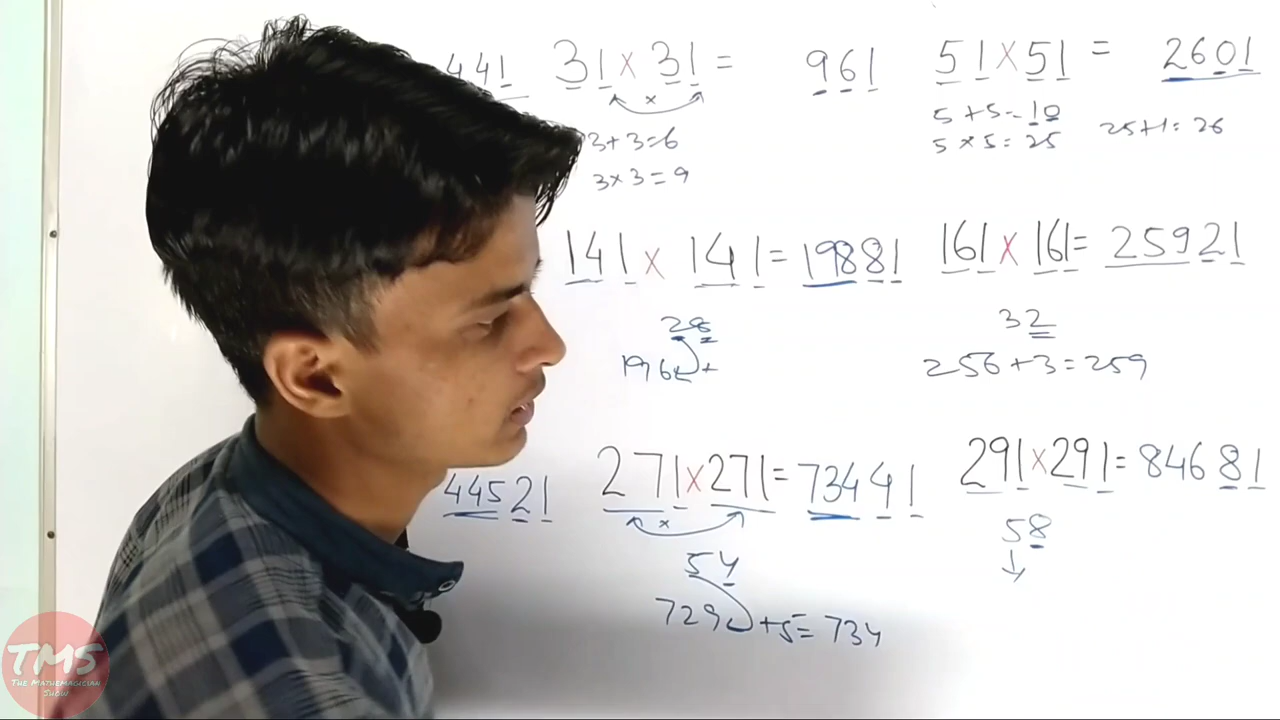 441 31 × 31 = 961 51 × 51 = 2601
×
3+3=6 5+5=10 25+1=26
3×3=9 5×5=25
141 × 141 = 19881 161 × 161 = 25921
28 32
196 + 256+3=259
44521 271 × 271 = 73441 291 × 291 = 84681
×
54 58
729 +5= 734
TMS
THE MATHEMAGICIAN
SHOW